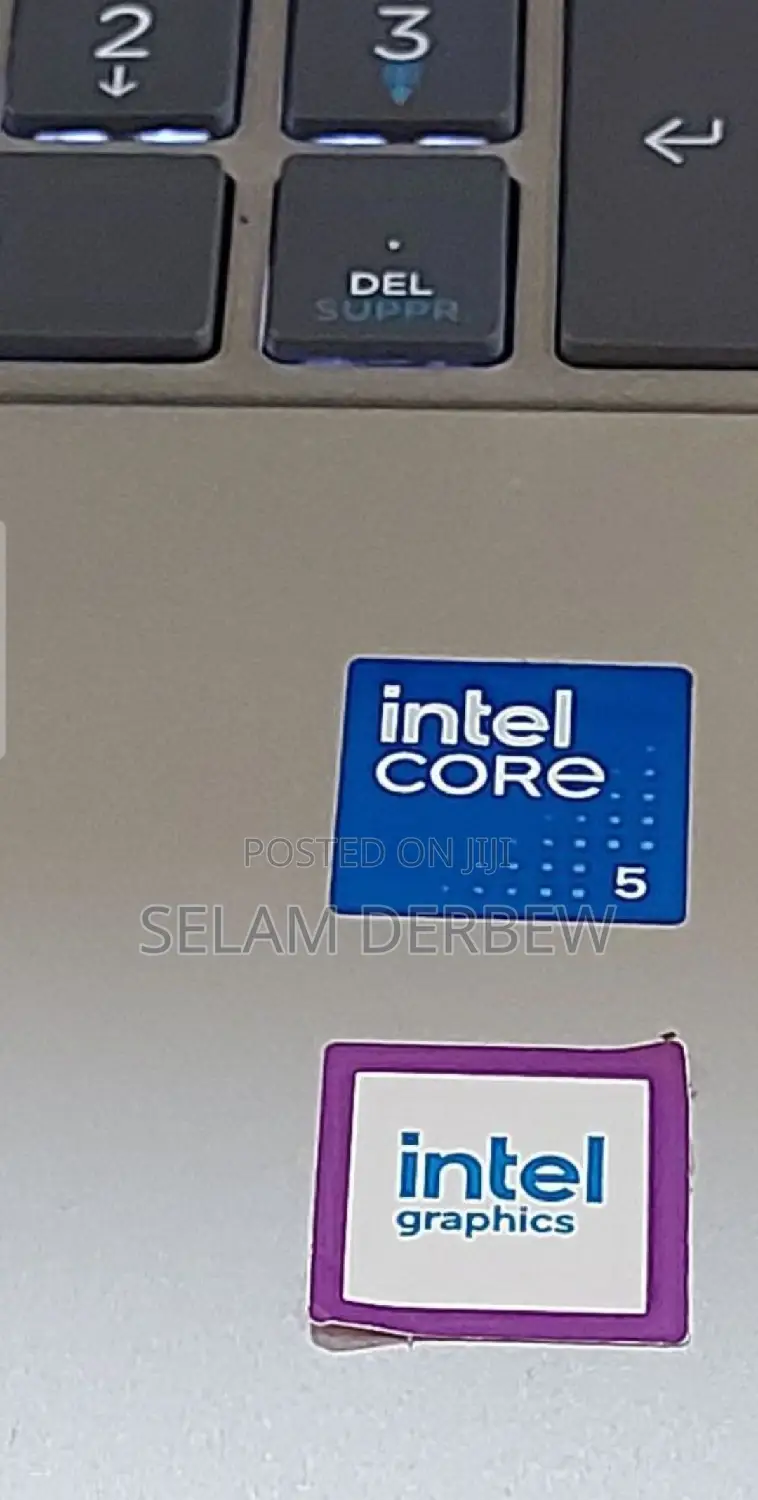 2
↓
3
↵
.
DEL
SUPPR
intel
CORe
5
POSTED ON JIJI
SELAM DERBEW
intel
graphics